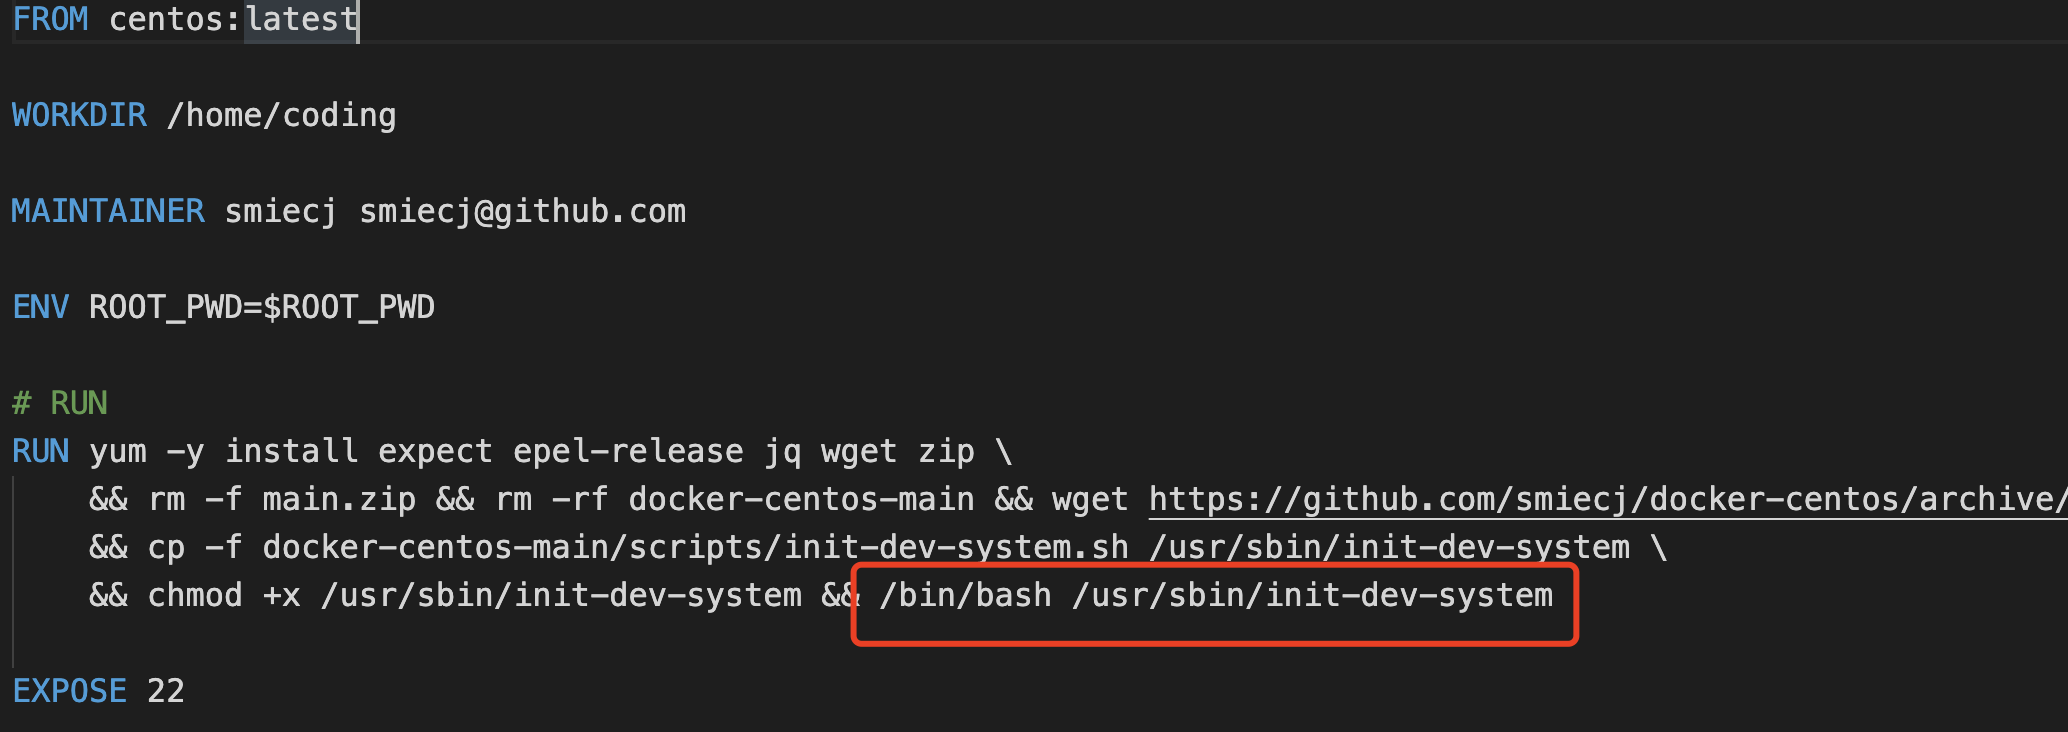 FROM centos:latest
WORKDIR /home/coding
MAINTAINER smiecj smiecj@github.com
ENV ROOT_PWD=$ROOT_PWD
# RUN
RUN yum -y install expect epel-release jq wget zip \
&& rm -f main.zip && rm -rf docker-centos-main && wget https://github.com/smiecj/docker-centos/archive/
&& cp -f docker-centos-main/scripts/init-dev-system.sh /usr/sbin/init-dev-system \
&& chmod +x /usr/sbin/init-dev-system && /bin/bash /usr/sbin/init-dev-system
EXPOSE 22